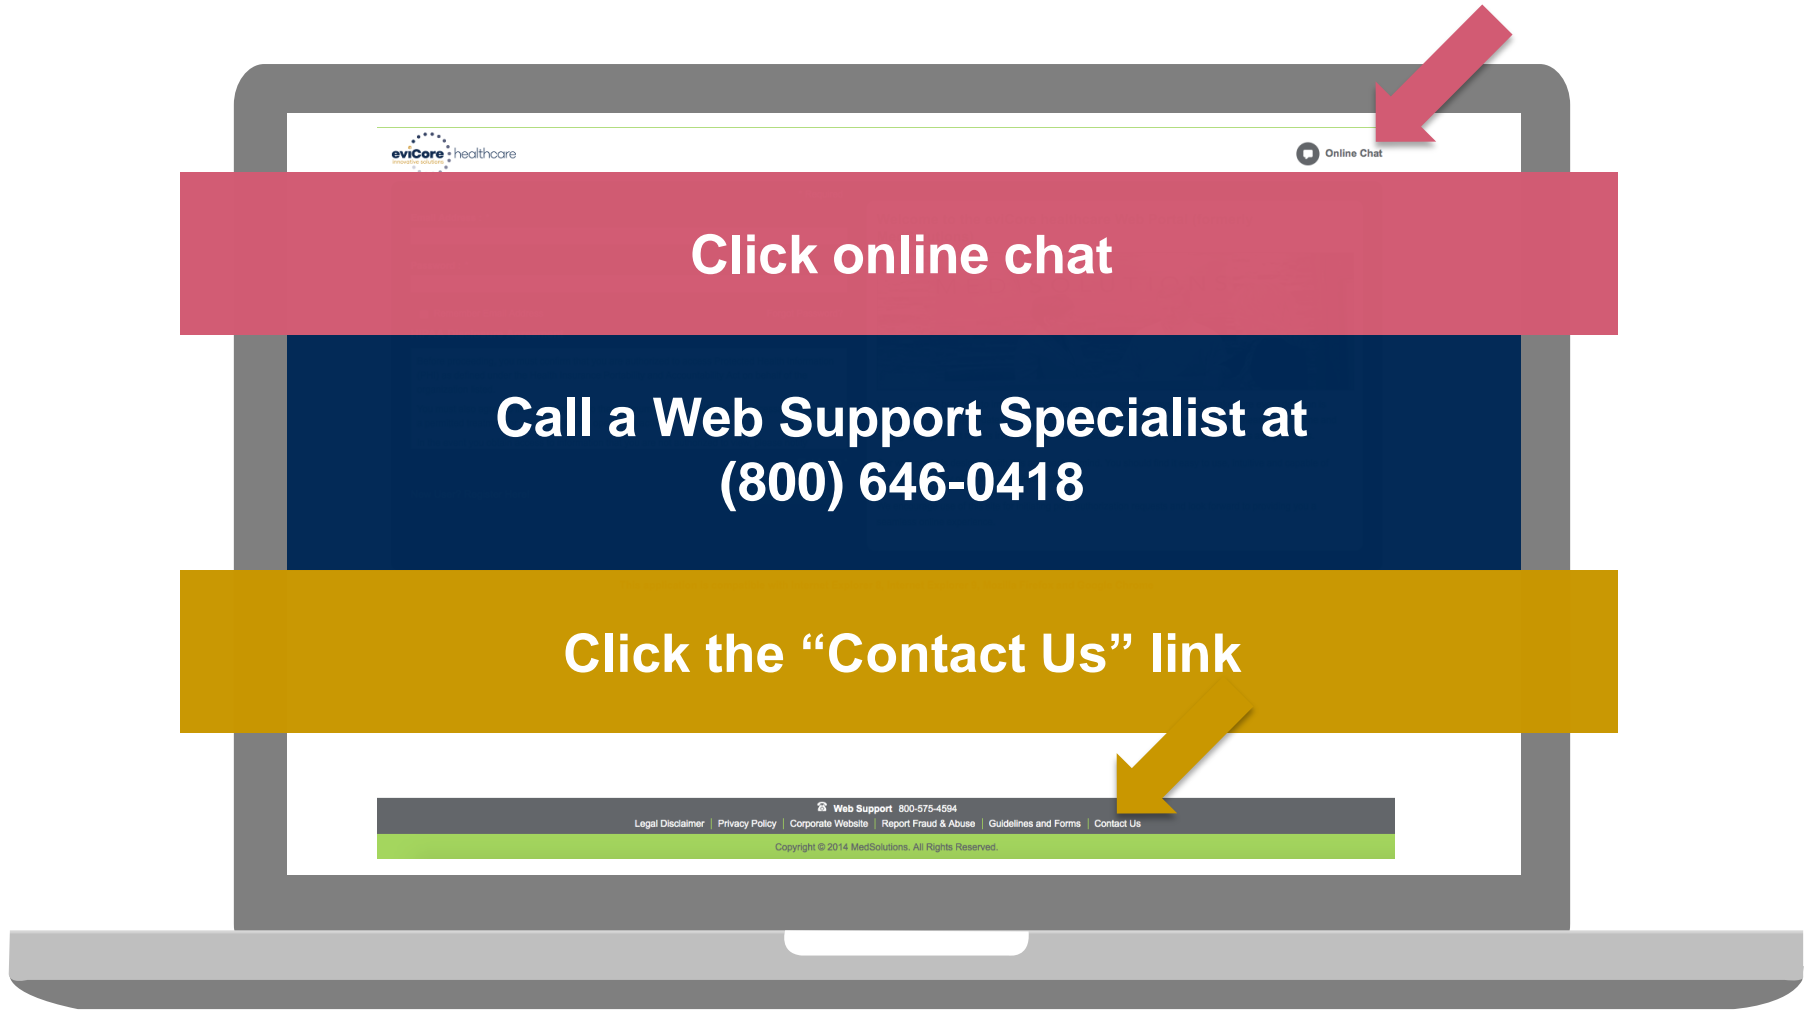 eviCore healthcare
innovative solutions
Online Chat
Click online chat
Call a Web Support Specialist at
(800) 646-0418
Click the “Contact Us” link
Web Support 800-575-4594
Legal Disclaimer | Privacy Policy | Corporate Website | Report Fraud & Abuse | Guidelines and Forms | Contact Us
Copyright © 2014 MedSolutions. All Rights Reserved.